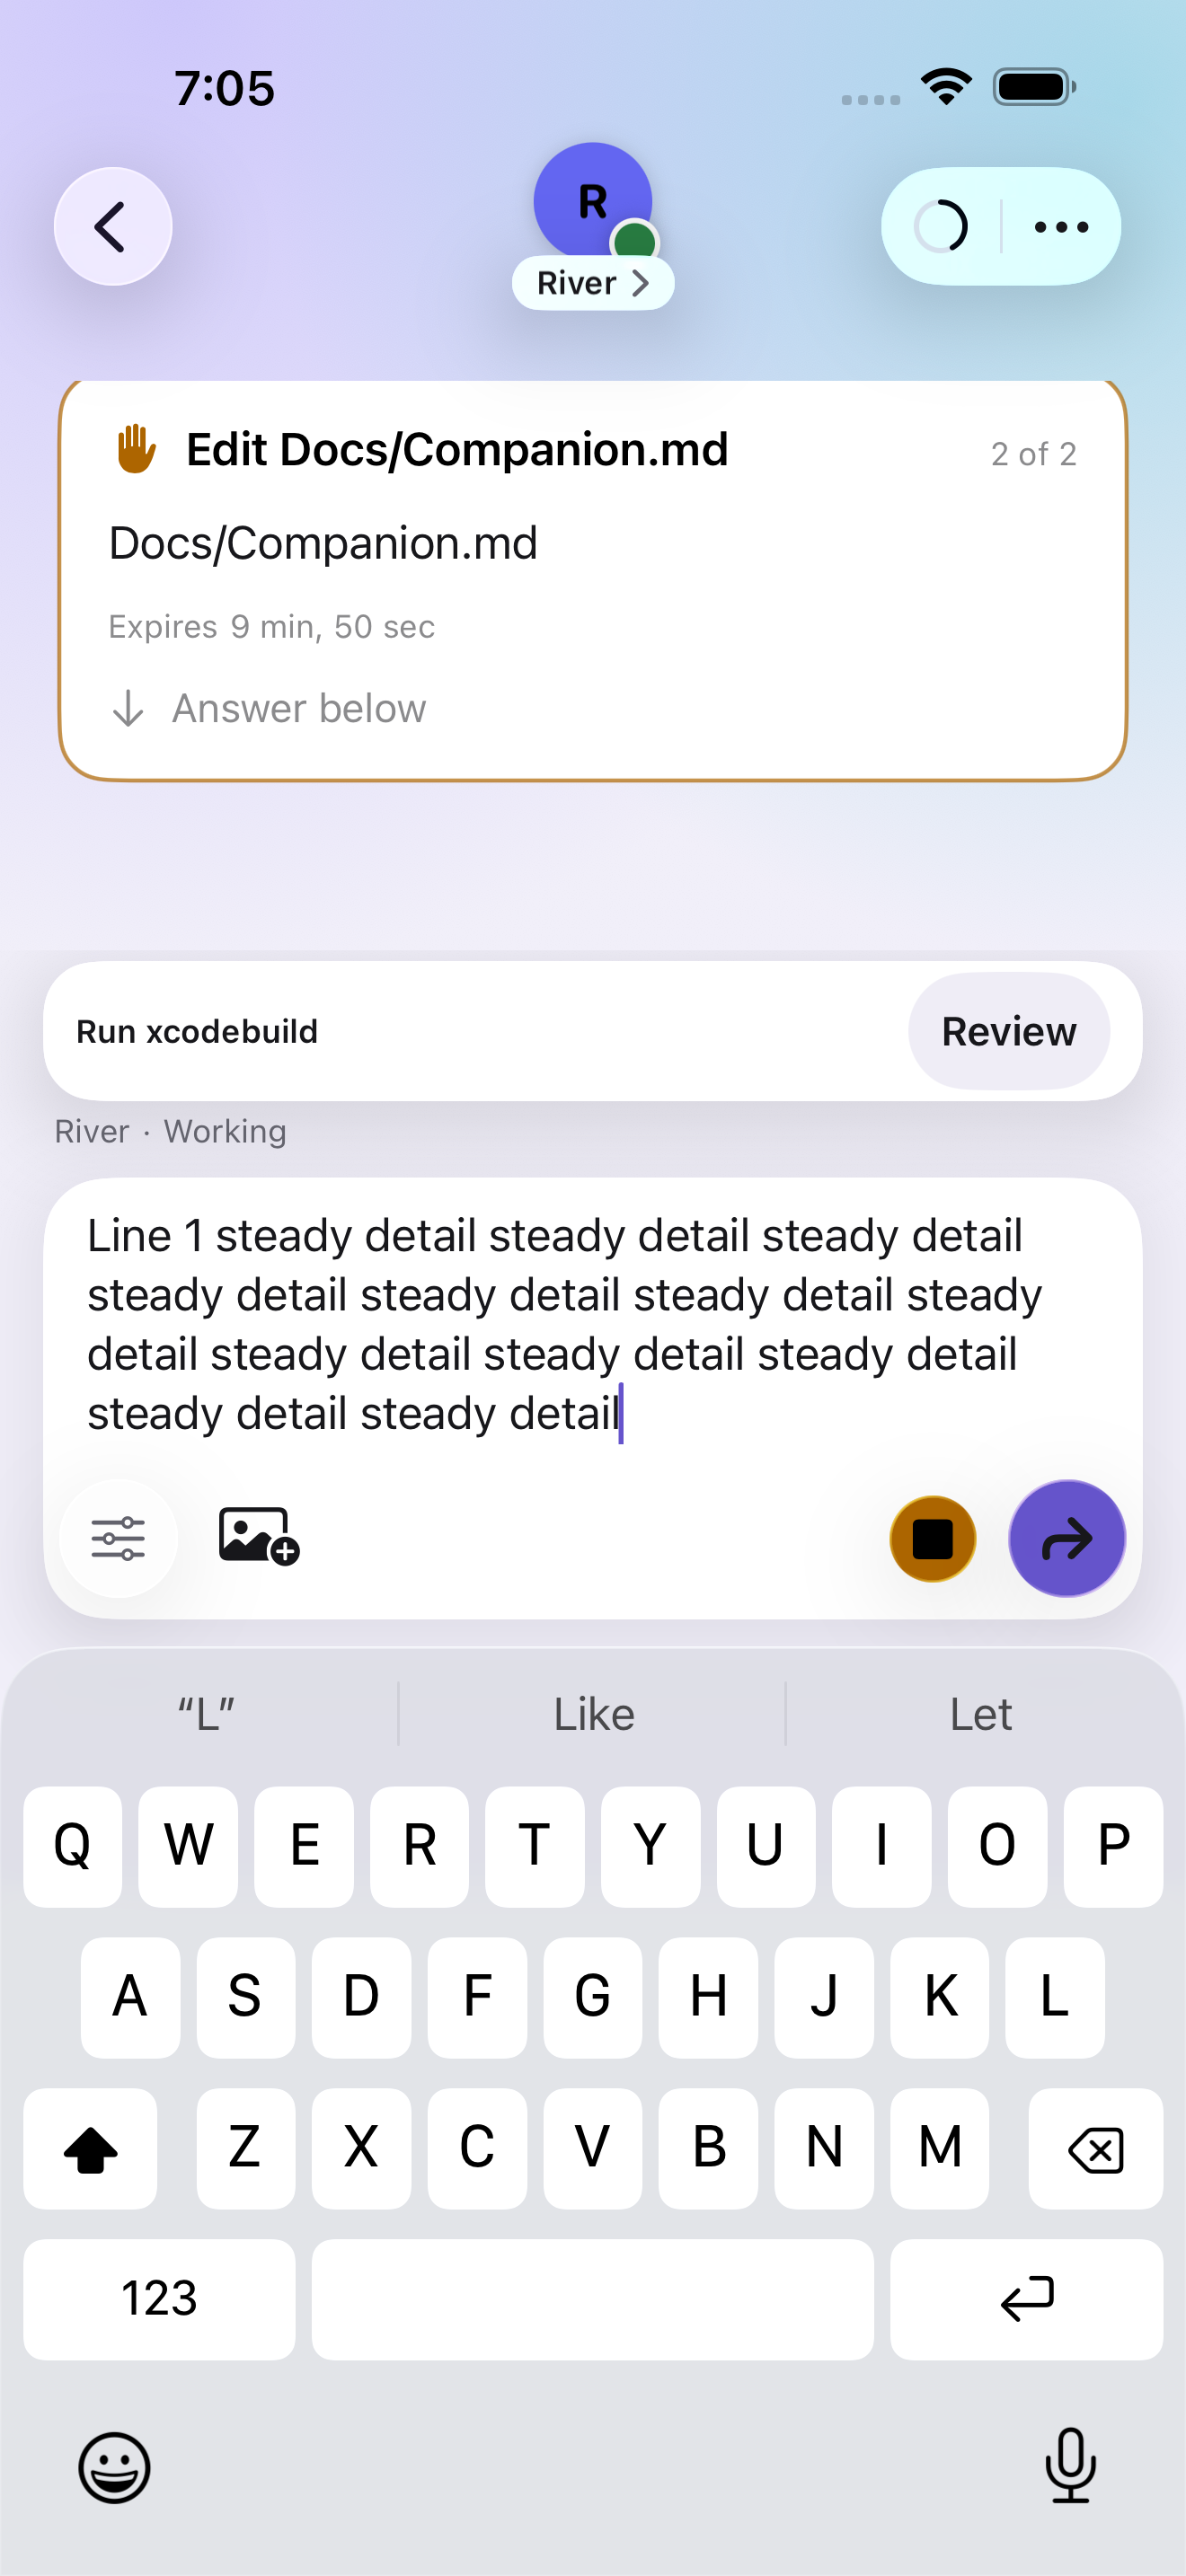 7:05
R
River
Edit Docs/Companion.md
2 of 2
Docs/Companion.md
Expires 9 min, 50 sec
Answer below
Run xcodebuild
Review
River · Working
Line 1 steady detail steady detail steady detail
steady detail steady detail steady detail steady
detail steady detail steady detail steady detail
steady detail steady detail
“L”
Like
Let
Q W E R T Y U I O P
A S D F G H J K L
Z X C V B N M
123